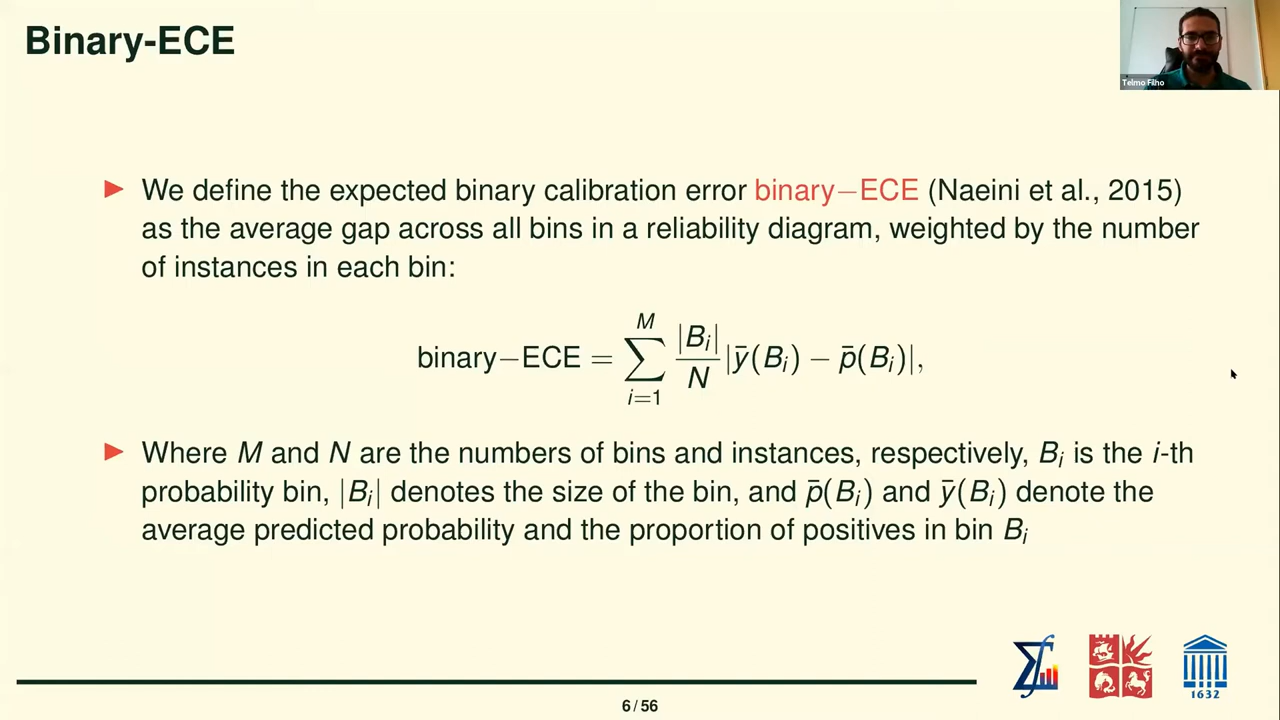 Binary-ECE
Telmo Filho
▶ We define the expected binary calibration error binary−ECE (Naeini et al., 2015)
as the average gap across all bins in a reliability diagram, weighted by the number
of instances in each bin:
binary−ECE = ∑_{i=1}^{M} |B_i|/N |ȳ(B_i) − p̄(B_i)|,
▶ Where M and N are the numbers of bins and instances, respectively, B_i is the i-th
probability bin, |B_i| denotes the size of the bin, and p̄(B_i) and ȳ(B_i) denote the
average predicted probability and the proportion of positives in bin B_i
1632
6 / 56